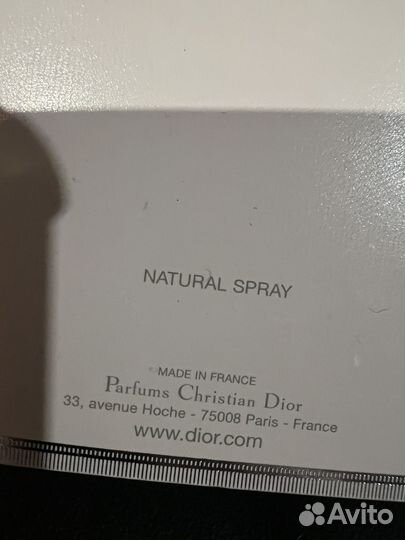 NATURAL SPRAY
MADE IN FRANCE
Parfums Christian Dior
33, avenue Hoche - 75008 Paris - France
www.dior.com
Avito